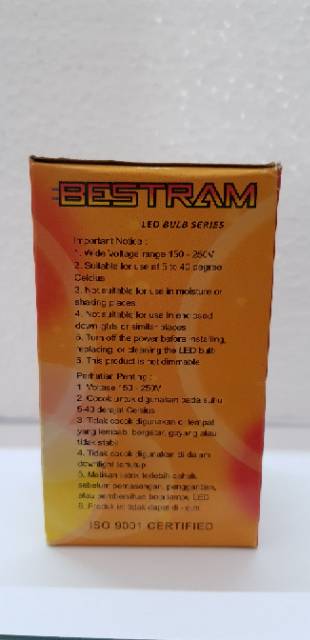 BESTRAM
LED BULB SERIES
Important Notice :
1. Wide Voltage range 150 - 250V
2. Suitable for use at 5 to 40 degree
Celcius
3. Not suitable for use in moisture or
shading places
4. Not suitable for use in enclosed
down lights or similar places
5. Turn off the power before installing,
replacing, or cleaning the LED bulb
6. This product is not dimmable
Perhatian Penting :
1. Voltase 150 - 250V
2. Cocok untuk digunakan pada suhu
5-40 derajat Celsius
3. Tidak cocok digunakan di tempat
yang lembab, bergetar, goyang atau
tidak stabil
4. Tidak cocok digunakan di dalam
downlight tertutup
5. Matikan listrik terlebih dahulu
sebelum pemasangan, penggantian,
atau pembersihan bola lampu LED
6. Produk ini tidak dapat di - dim
ISO 9001 CERTIFIED